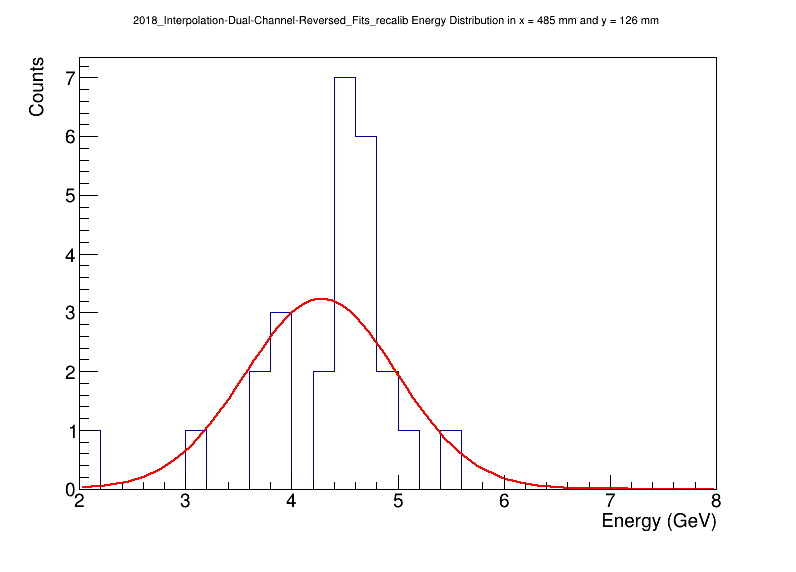 2018_Interpolation-Dual-Channel-Reversed_Fits_recalib Energy Distribution in x = 485 mm and y = 126 mm
Counts
7
6
5
4
3
2
1
0
2 3 4 5 6 7 8
Energy (GeV)